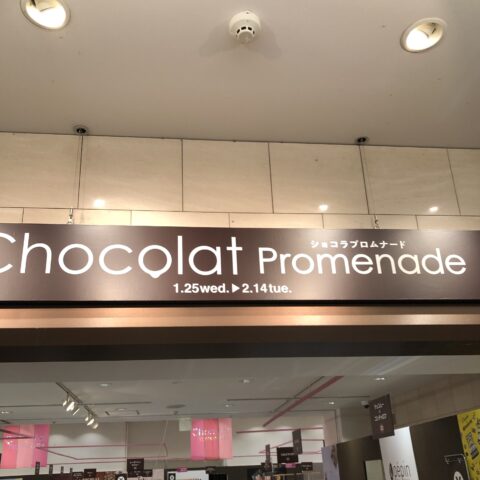 ショコラプロムナード
Chocolat Promenade
1.25wed.▶2.14tue.